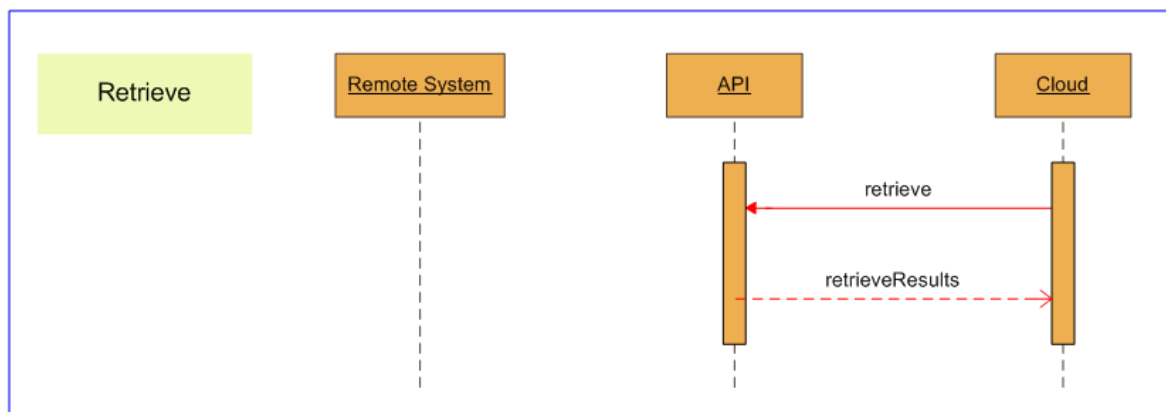 Retrieve
Remote System
API
Cloud
retrieve
retrieveResults